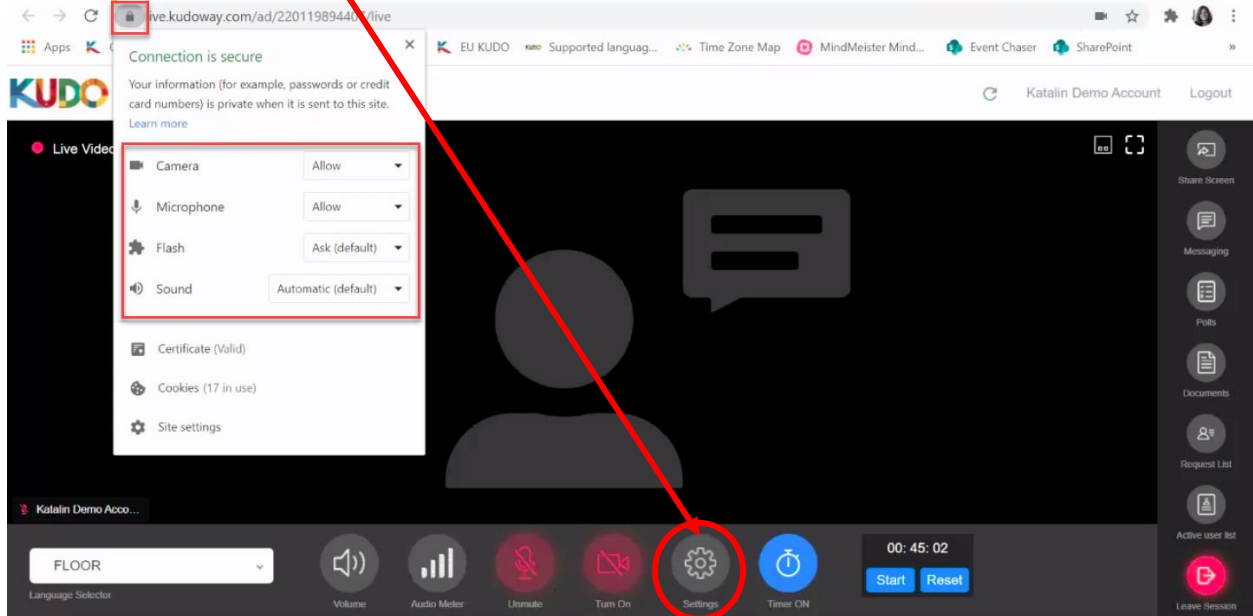 ive.kudoway.com/ad/220119894407/live
Apps
EU KUDO
Supported languag...
Time Zone Map
MindMeister Mind...
Event Chaser
SharePoint
»
Connection is secure
Your information (for example, passwords or credit
card numbers) is private when it is sent to this site.
Learn more
KUDO
Katalin Demo Account
Logout
Live Video
Camera
Allow
Microphone
Allow
Flash
Ask (default)
Sound
Automatic (default)
Certificate (Valid)
Cookies (17 in use)
Site settings
Share Screen
Messaging
Polls
Documents
Request List
Active user list
Leave Session
Katalin Demo Acco...
FLOOR
Language Selector
Volume
Audio Meter
Unmute
Turn On
Settings
Timer ON
00: 45: 02
Start
Reset